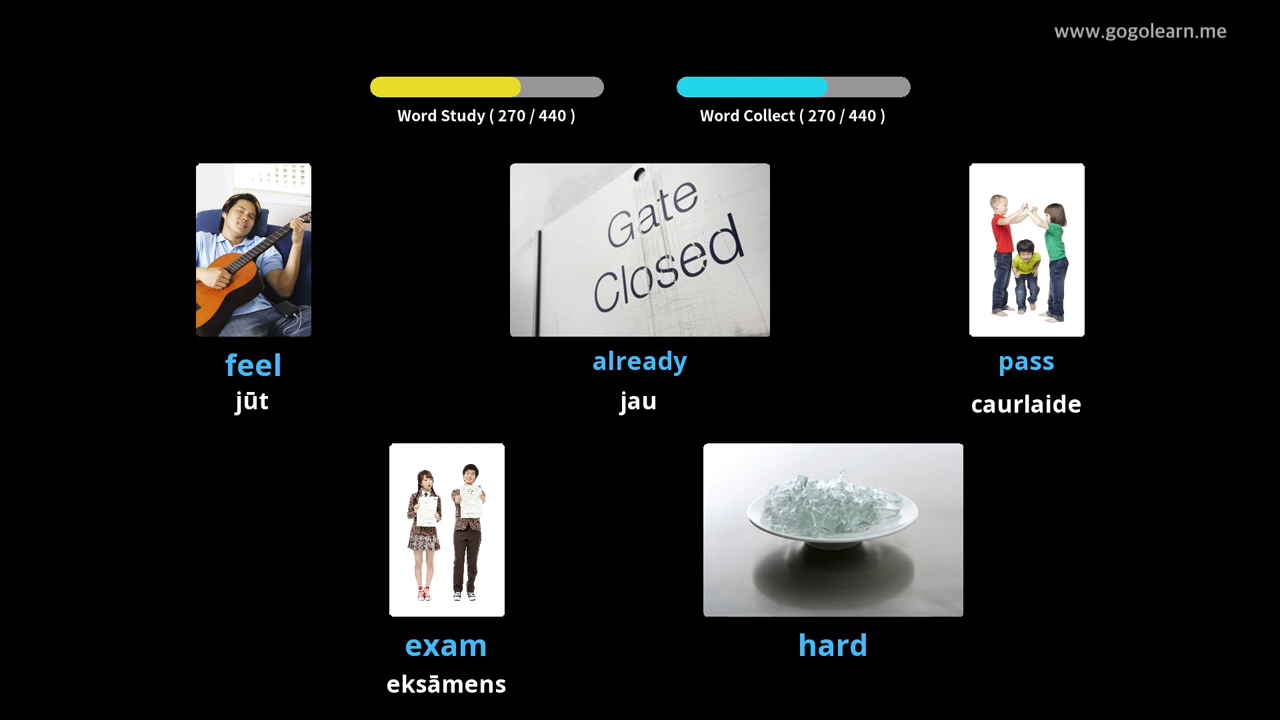 www.gogolearn.me
Word Study ( 270 / 440 )
Word Collect ( 270 / 440 )
Gate
Closed
feel
jūt
already
jau
pass
caurlaide
exam
eksāmens
hard